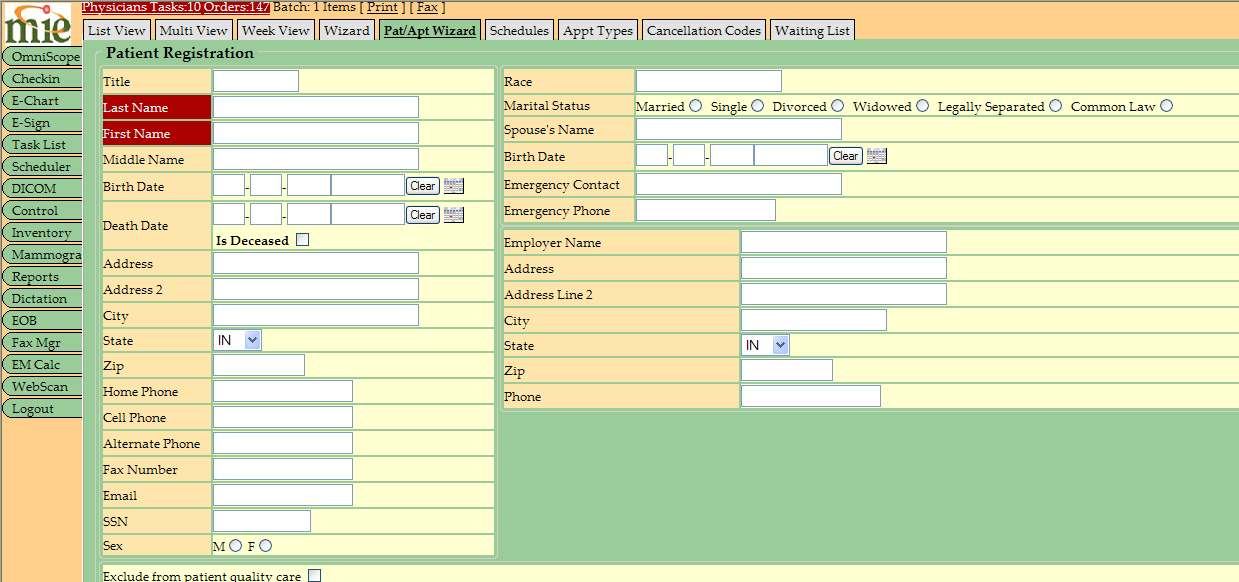 mie
Physicians Tasks:10 Orders:147 Batch: 1 Items [ Print ] [ Fax ]
List View Multi View Week View Wizard Pat/Apt Wizard Schedules Appt Types Cancellation Codes Waiting List
OmniScope
Checkin
E-Chart
E-Sign
Task List
Scheduler
DICOM
Control
Inventory
Mammogra
Reports
Dictation
EOB
Fax Mgr
EM Calc
WebScan
Logout
Patient Registration
Title
Last Name
First Name
Middle Name
Birth Date - - Clear
Death Date - - Clear
Is Deceased
Address
Address 2
City
State IN
Zip
Home Phone
Cell Phone
Alternate Phone
Fax Number
Email
SSN
Sex M F
Exclude from patient quality care
Race
Marital Status Married Single Divorced Widowed Legally Separated Common Law
Spouse's Name
Birth Date - - Clear
Emergency Contact
Emergency Phone
Employer Name
Address
Address Line 2
City
State IN
Zip
Phone